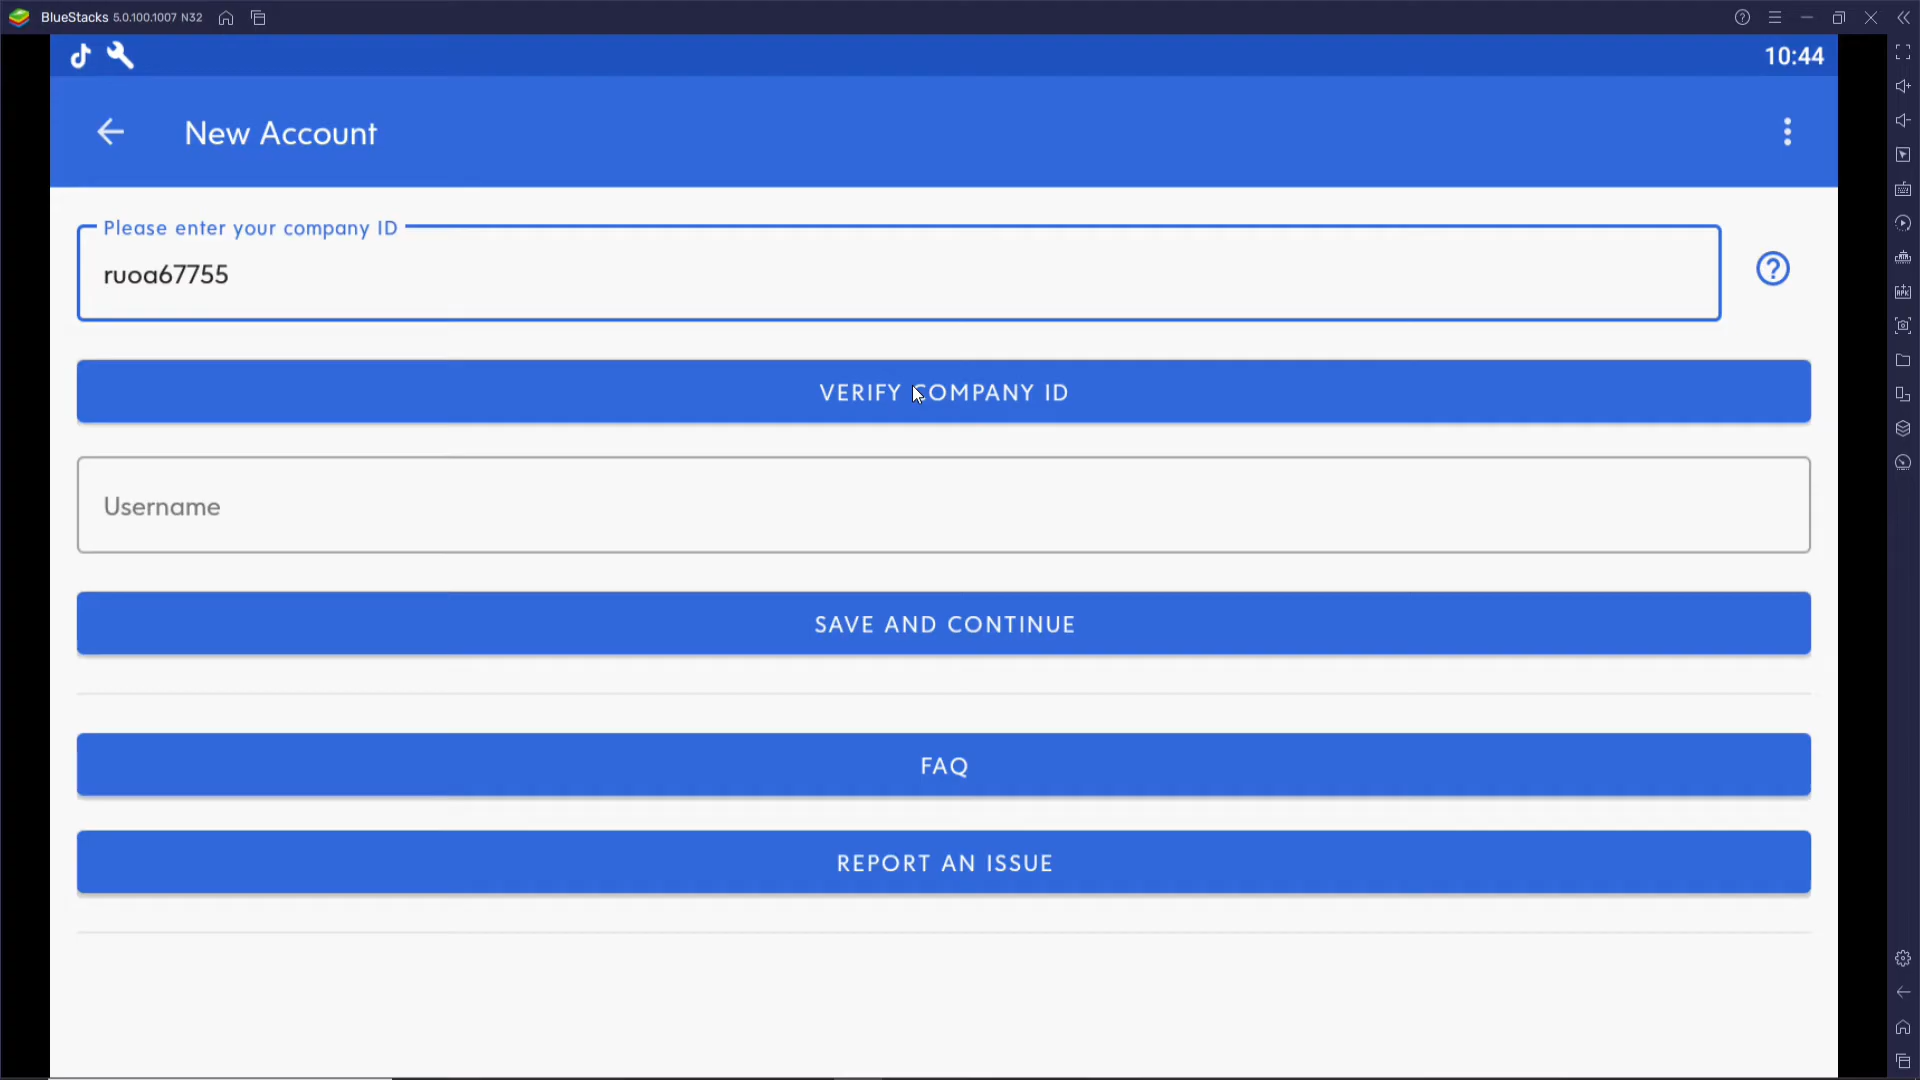 BlueStacks 5.0.100.1007 N32
10:44
New Account
Please enter your company ID
ruoa67755
VERIFY COMPANY ID
Username
SAVE AND CONTINUE
FAQ
REPORT AN ISSUE